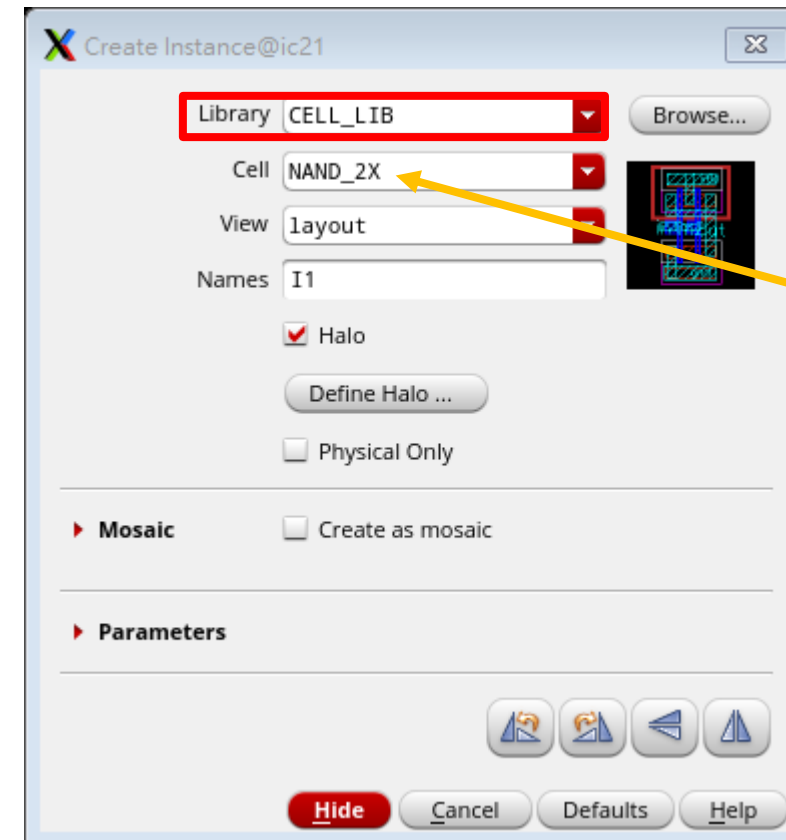 Create Instance@ic21
Library CELL_LIB Browse...
Cell NAND_2X
View layout
Names I1
Halo
Define Halo ...
Physical Only
Mosaic Create as mosaic
Parameters
Hide Cancel Defaults Help